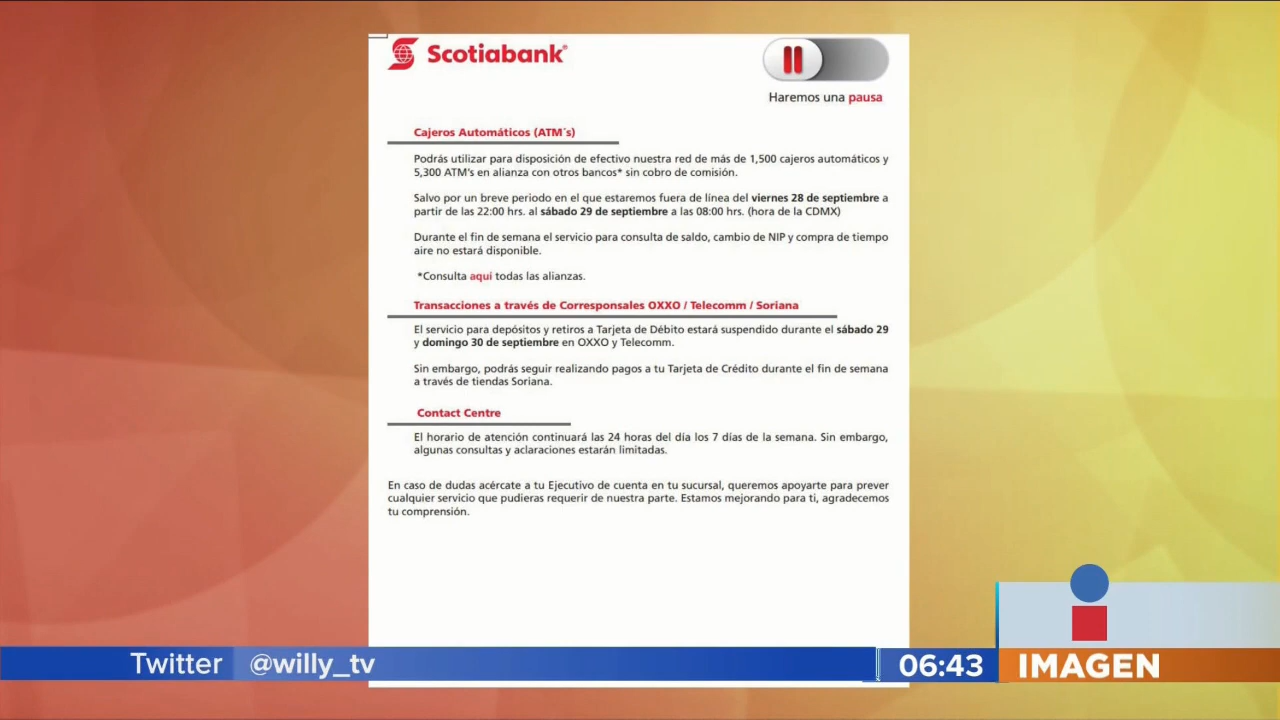 Scotiabank®
Haremos una pausa
Cajeros Automáticos (ATM´s)
Podrás utilizar para disposición de efectivo nuestra red de más de 1,500 cajeros automáticos y
5,300 ATM's en alianza con otros bancos* sin cobro de comisión.
Salvo por un breve periodo en el que estaremos fuera de línea del viernes 28 de septiembre a
partir de las 22:00 hrs. al sábado 29 de septiembre a las 08:00 hrs. (hora de la CDMX)
Durante el fin de semana el servicio para consulta de saldo, cambio de NIP y compra de tiempo
aire no estará disponible.
*Consulta aquí todas las alianzas.
Transacciones a través de Corresponsales OXXO / Telecomm / Soriana
El servicio para depósitos y retiros a Tarjeta de Débito estará suspendido durante el sábado 29
y domingo 30 de septiembre en OXXO y Telecomm.
Sin embargo, podrás seguir realizando pagos a tu Tarjeta de Crédito durante el fin de semana
a través de tiendas Soriana.
Contact Centre
El horario de atención continuará las 24 horas del día los 7 días de la semana. Sin embargo,
algunas consultas y aclaraciones estarán limitadas.
En caso de dudas acércate a tu Ejecutivo de cuenta en tu sucursal, queremos apoyarte para prever
cualquier servicio que pudieras requerir de nuestra parte. Estamos mejorando para ti, agradecemos
tu comprensión.
Twitter @willy_tv
06:43
IMAGEN